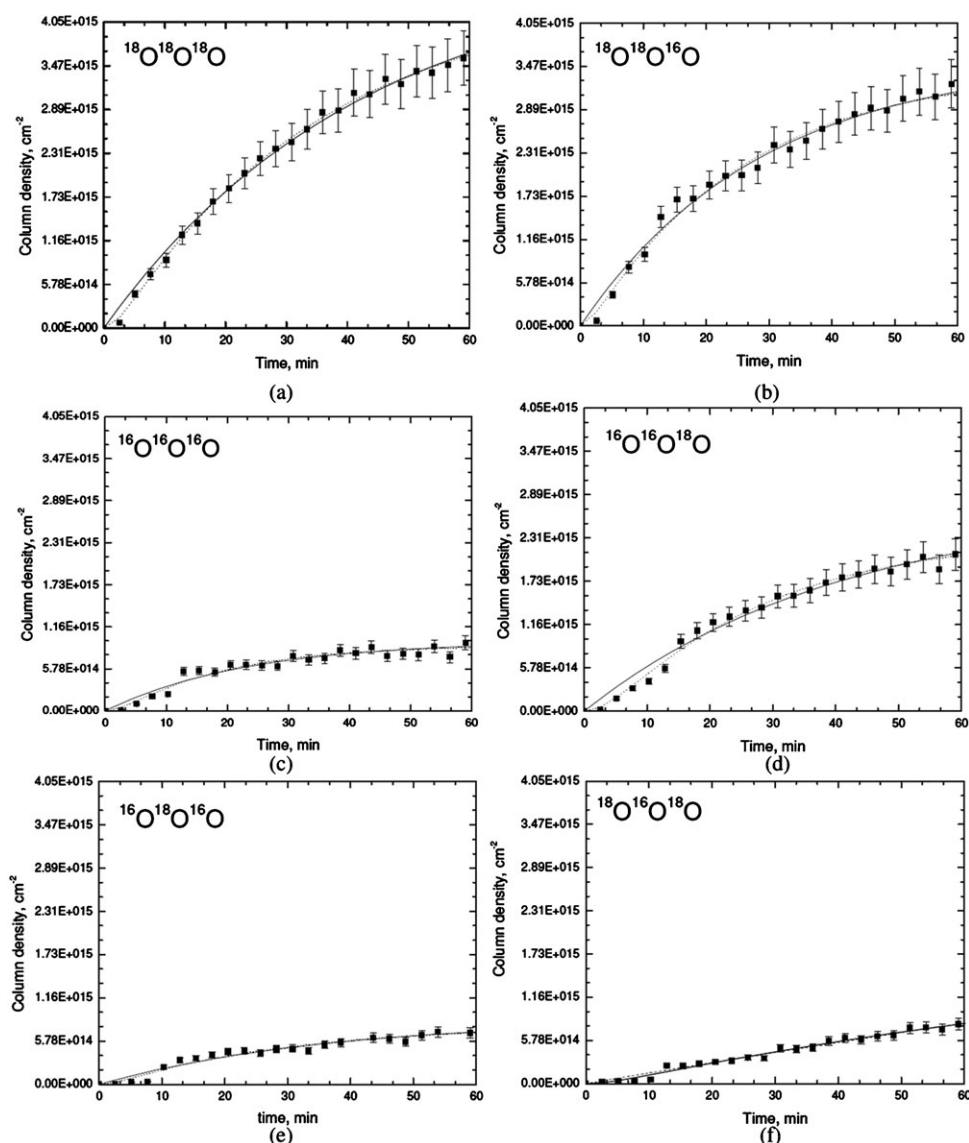 ¹⁸O¹⁸O¹⁸O
Column density, cm⁻²
4.05E+015
3.47E+015
2.89E+015
2.31E+015
1.73E+015
1.16E+015
5.78E+014
0.00E+000
0 10 20 30 40 50 60
Time, min
(a)
¹⁸O¹⁸O¹⁶O
Column density, cm⁻²
4.05E+015
3.47E+015
2.89E+015
2.31E+015
1.73E+015
1.16E+015
5.78E+014
0.00E+000
0 10 20 30 40 50 60
Time, min
(b)
¹⁶O¹⁶O¹⁶O
Column density, cm⁻²
4.05E+015
3.47E+015
2.89E+015
2.31E+015
1.73E+015
1.16E+015
5.78E+014
0.00E+000
0 10 20 30 40 50 60
Time, min
(c)
¹⁶O¹⁶O¹⁸O
Column density, cm⁻²
4.05E+015
3.47E+015
2.89E+015
2.31E+015
1.73E+015
1.16E+015
5.78E+014
0.00E+000
0 10 20 30 40 50 60
Time, min
(d)
¹⁶O¹⁸O¹⁶O
Column density, cm⁻²
4.05E+015
3.47E+015
2.89E+015
2.31E+015
1.73E+015
1.16E+015
5.78E+014
0.00E+000
0 10 20 30 40 50 60
time, min
(e)
¹⁸O¹⁶O¹⁸O
Column density, cm⁻²
4.05E+015
3.47E+015
2.89E+015
2.31E+015
1.73E+015
1.16E+015
5.78E+014
0.00E+000
0 10 20 30 40 50 60
Time, min
(f)